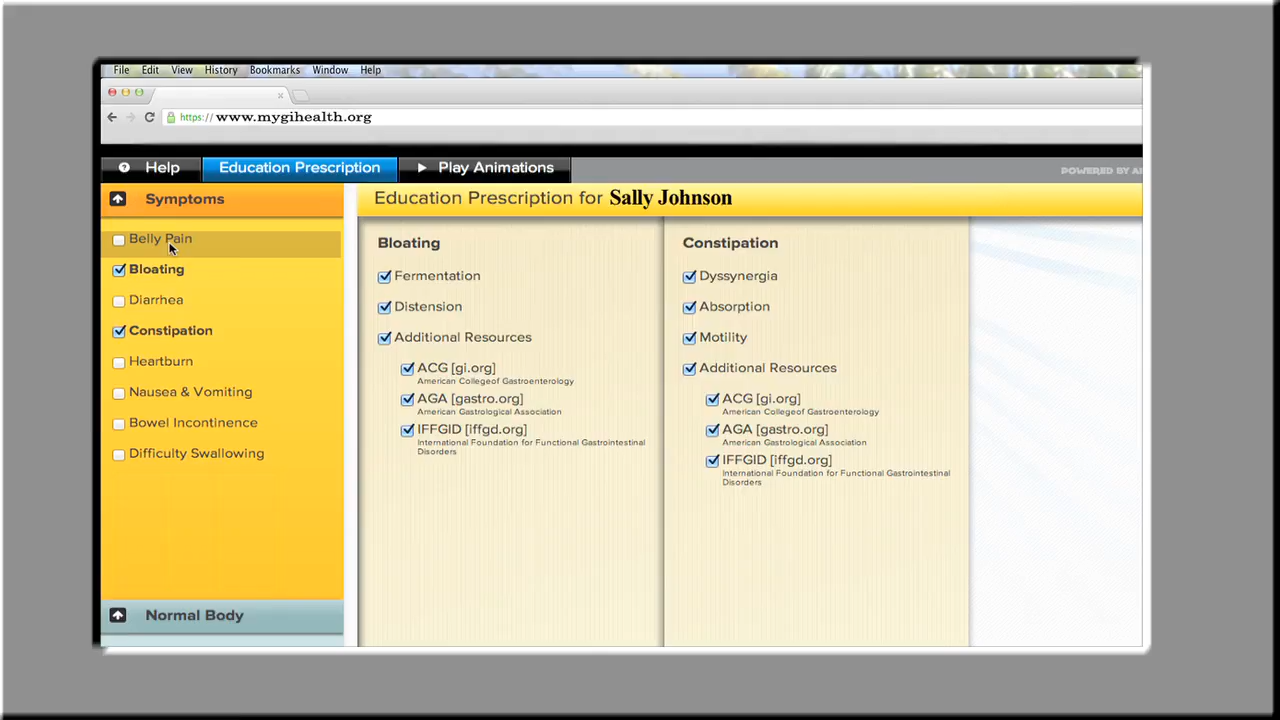 File Edit View History Bookmarks Window Help
https:// www.mygihealth.org
Help Education Prescription Play Animations
POWERED BY
Symptoms
Belly Pain
Bloating
Diarrhea
Constipation
Heartburn
Nausea & Vomiting
Bowel Incontinence
Difficulty Swallowing
Normal Body
Education Prescription for Sally Johnson
Bloating
Fermentation
Distension
Additional Resources
ACG [gi.org]
American Collegeof Gastroenterology
AGA [gastro.org]
American Gastrological Association
IFFGID [iffgd.org]
International Foundation for Functional Gastrointestinal
Disorders
Constipation
Dyssynergia
Absorption
Motility
Additional Resources
ACG [gi.org]
American Collegeof Gastroenterology
AGA [gastro.org]
American Gastrological Association
IFFGID [iffgd.org]
International Foundation for Functional Gastrointestinal
Disorders